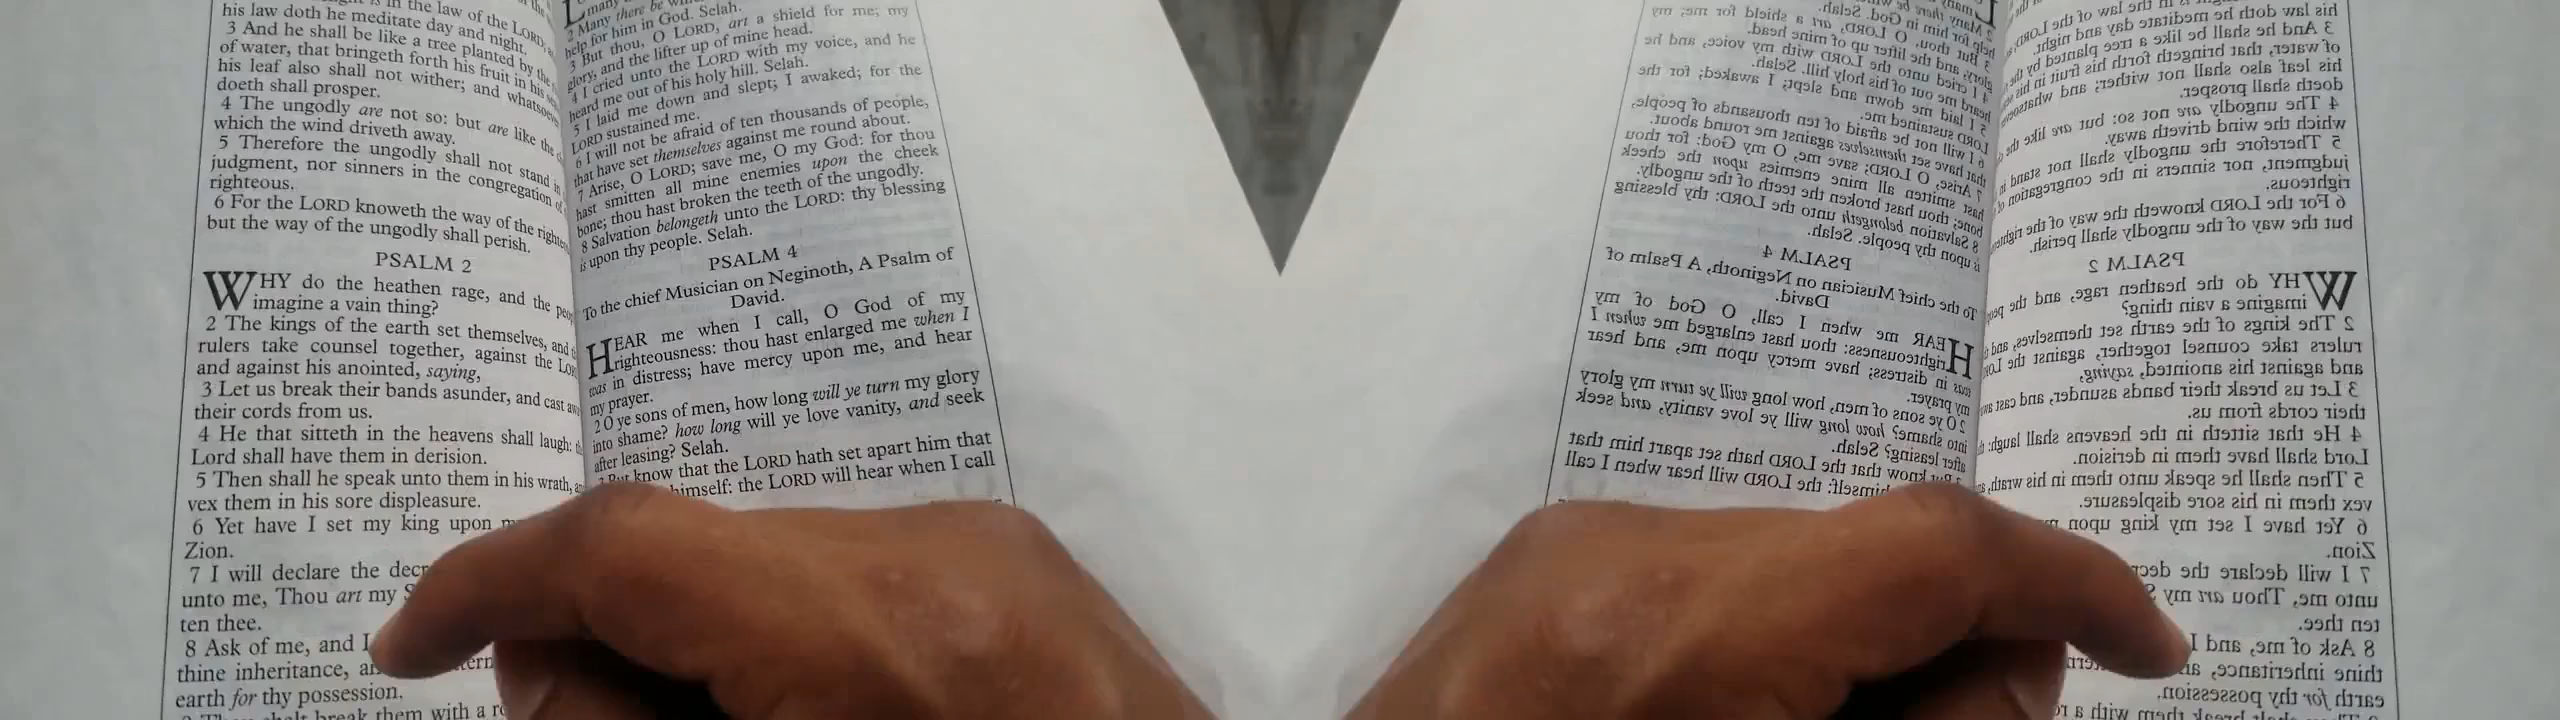 is in the law of the LORD
his law doth he meditate day and night.
3 And he shall be like a tree planted by the
of water, that bringeth forth his fruit in his
his leaf also shall not wither; and whatsoev
doeth shall prosper.
4 The ungodly are not so: but are like the
which the wind driveth away.
5 Therefore the ungodly shall not stand in
judgment, nor sinners in the congregation of
righteous.
6 For the LORD knoweth the way of the righte
but the way of the ungodly shall perish.
PSALM 2
WHY do the heathen rage, and the peop
imagine a vain thing?
2 The kings of the earth set themselves, and
rulers take counsel together, against the Lor
and against his anointed, saying,
3 Let us break their bands asunder, and cast aw
their cords from us.
4 He that sitteth in the heavens shall laugh:
Lord shall have them in derision.
5 Then shall he speak unto them in his wrath,
vex them in his sore displeasure.
6 Yet have I set my king upon
Zion.
7 I will declare the decr
unto me, Thou art my S
ten thee.
8 Ask of me, and I
thine inheritance, an tern
earth for thy possession.
break them with a ro
many
2 Many there be
help for him in God. Selah.
3 But thou, O LORD, art a shield for me; my
glory, and the lifter up of mine head.
4 I cried unto the LORD with my voice, and he
heard me out of his holy hill. Selah.
5 I laid me down and slept; I awaked; for the
LORD sustained me.
6 I will not be afraid of ten thousands of people,
that have set themselves against me round about.
7 Arise, O LORD; save me, O my God: for thou
hast smitten all mine enemies upon the cheek
bone; thou hast broken the teeth of the ungodly.
8 Salvation belongeth unto the LORD: thy blessing
is upon thy people. Selah.
PSALM 4
To the chief Musician on Neginoth, A Psalm of
David.
HEAR me when I call, O God of my
righteousness: thou hast enlarged me when I
was in distress; have mercy upon me, and hear
my prayer.
2 O ye sons of men, how long will ye turn my glory
into shame? how long will ye love vanity, and seek
after leasing? Selah.
3 But know that the LORD hath set apart him that
himself: the LORD will hear when I call